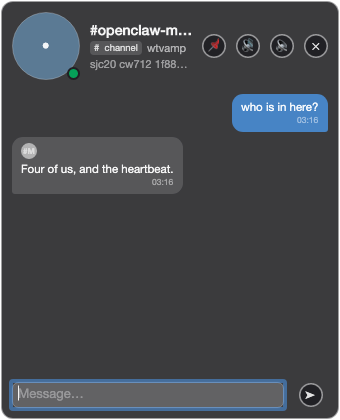 #openclaw-m…
# channel wtvamp
sjc20 cw712 1f88…
who is in here?
03:16
#M
Four of us, and the heartbeat.
03:16
Message…